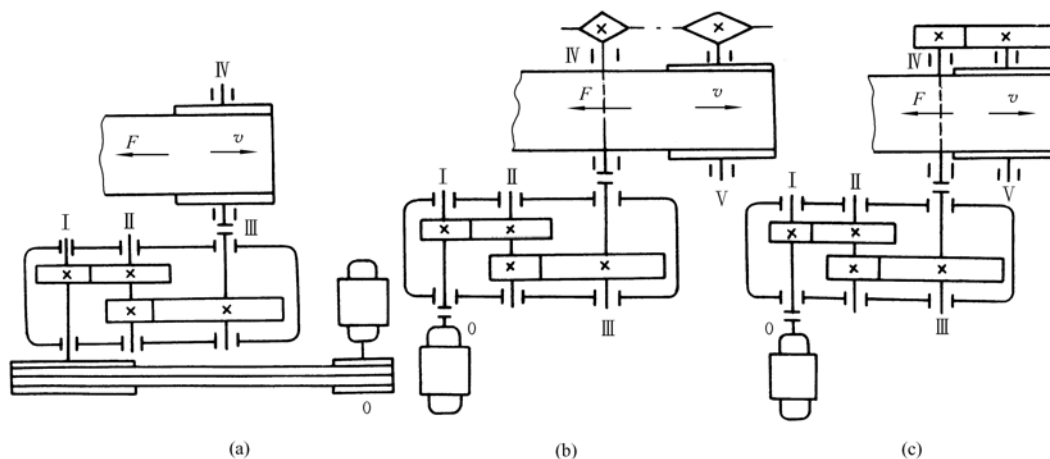 Ⅳ
F v
Ⅰ Ⅱ Ⅲ
0
(a)
Ⅳ
F v
Ⅰ Ⅱ Ⅴ
0 Ⅲ
(b)
Ⅳ
F v
Ⅰ Ⅱ Ⅴ
0 Ⅲ
(c)